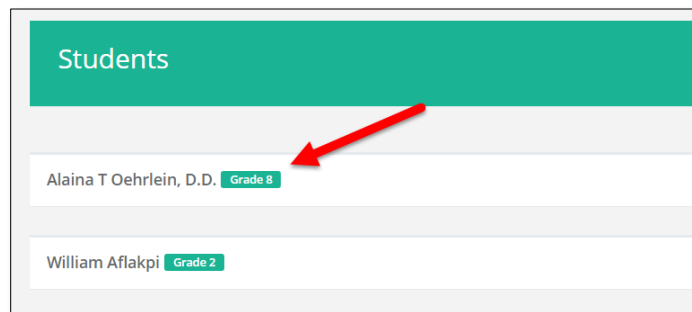 Students
Alaina T Oehrlein, D.D. Grade 8
William Aflakpi Grade 2